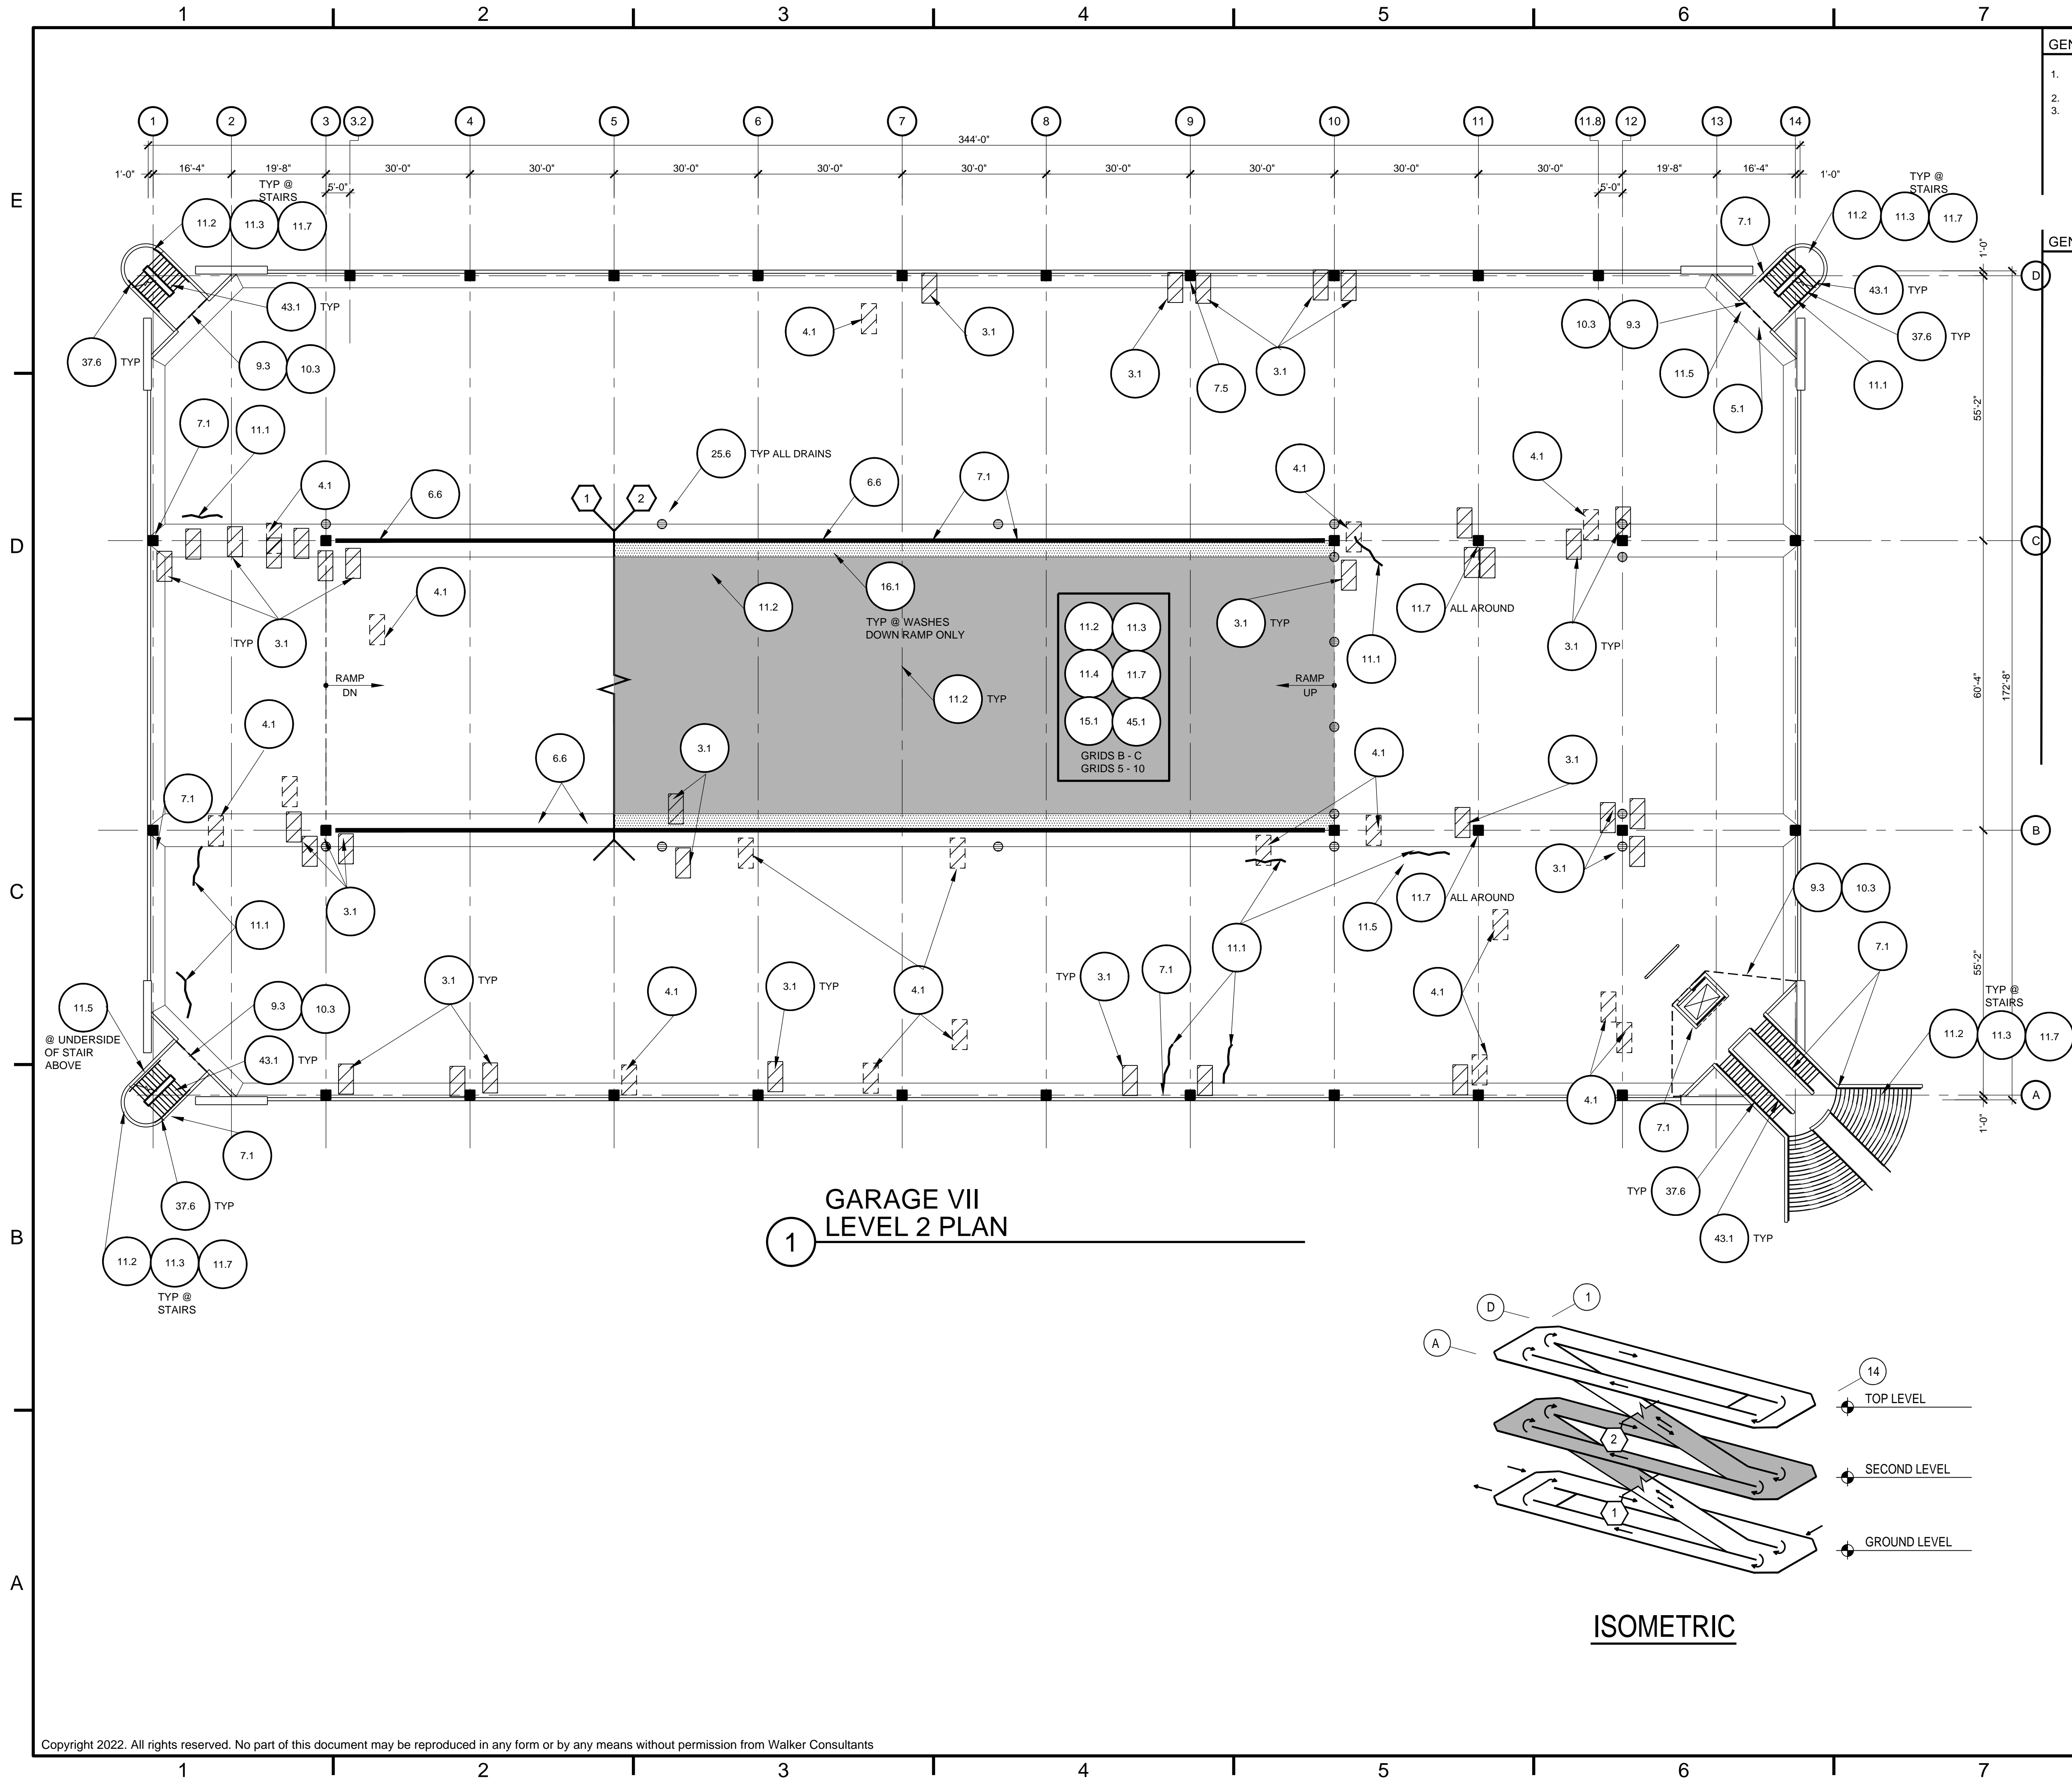 1 2 3 4 5 6 7
GEN
1.
2.
3.
1 2 3 3.2 4 5 6 7 8 9 10 11 11.8 12 13 14
344'-0"
1'-0" 16'-4" 19'-8" 30'-0" 30'-0" 30'-0" 30'-0" 30'-0" 30'-0" 30'-0" 30'-0" 30'-0" 19'-8" 16'-4" 1'-0"
5'-0" 5'-0"
TYP @
STAIRS
TYP @
STAIRS
E
11.2 11.3 11.7
7.1
11.2 11.3 11.7
GEN
1'-0"
D
43.1 TYP
4.1
3.1
10.3 9.3
43.1 TYP
37.6 TYP
9.3 10.3
3.1
7.5
3.1
11.5
5.1
37.6 TYP
11.1
55'-2"
7.1
11.1
25.6 TYP ALL DRAINS
4.1
4.1
4.1
6.6
1 2
6.6
7.1
D
C
4.1
11.2
16.1
TYP @ WASHES
DOWN RAMP ONLY
11.2 11.3
11.4 11.7
15.1 45.1
GRIDS B - C
GRIDS 5 - 10
3.1 TYP
11.7 ALL AROUND
TYP 3.1
11.1
3.1 TYP
RAMP
DN
11.2 TYP
RAMP
UP
60'-4"
172'-8"
4.1
6.6
3.1
4.1
3.1
7.1
B
C
3.1
11.1
11.5
11.7 ALL AROUND
3.1
9.3 10.3
11.1
7.1
55'-2"
3.1 TYP
4.1
3.1 TYP
4.1
TYP 3.1
7.1
4.1
TYP @
STAIRS
11.5
@ UNDERSIDE
OF STAIR
ABOVE
9.3 10.3
43.1 TYP
11.2 11.3 11.7
4.1
A
7.1
1'-0"
7.1
37.6 TYP
TYP 37.6
43.1 TYP
B
11.2 11.3 11.7
TYP @
STAIRS
GARAGE VII
1 LEVEL 2 PLAN
D 1
A
14
TOP LEVEL
2
SECOND LEVEL
1
GROUND LEVEL
A
ISOMETRIC
Copyright 2022. All rights reserved. No part of this document may be reproduced in any form or by any means without permission from Walker Consultants
1 2 3 4 5 6 7